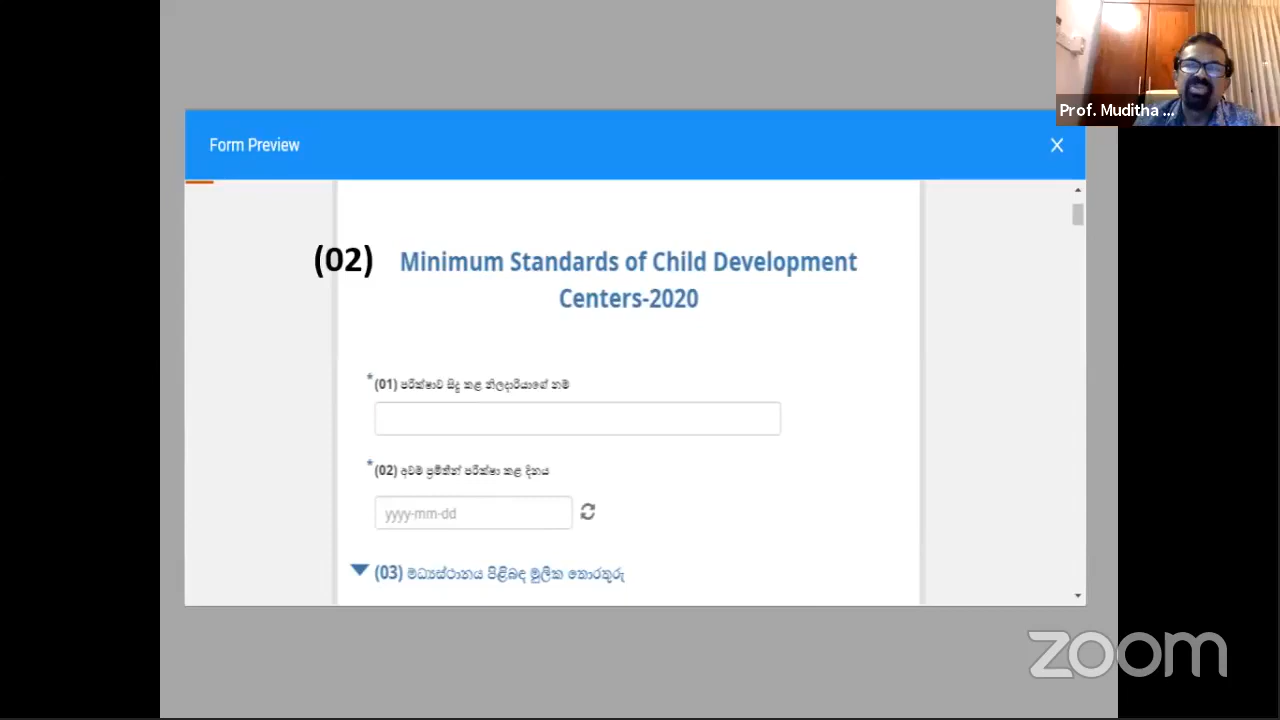 Prof. Muditha ...
Form Preview
(02) Minimum Standards of Child Development
Centers-2020
* (01) පරීක්ෂාව සිදු කළ නිලදාරියාගේ නම
* (02) අවම ප්‍රමිතීන් පරීක්ෂා කළ දිනය
yyyy-mm-dd
(03) මධ්‍යස්ථානය පිළිබඳ මූලික තොරතුරු
zoom